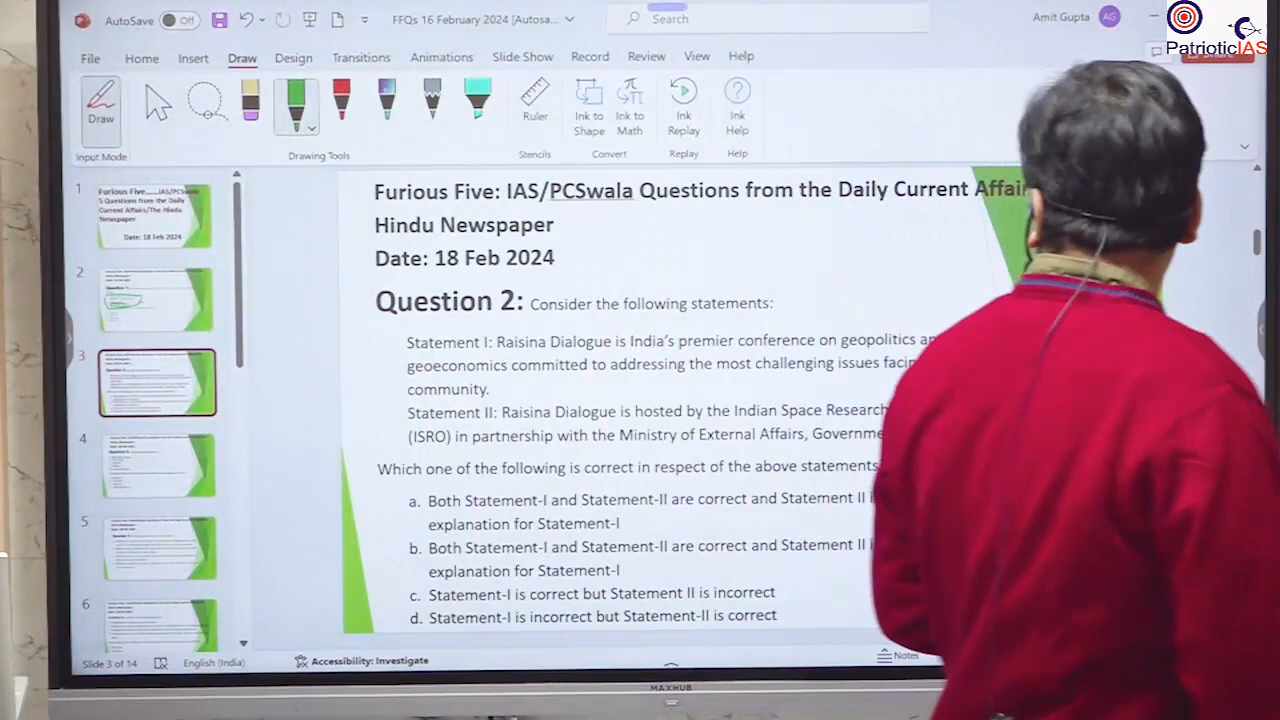 AutoSave Off FFQs 16 February 2024 [Autosa... Search Amit Gupta AG
PatrioticIAS
File Home Insert Draw Design Transitions Animations Slide Show Record Review View Help
Draw
Ruler
Ink to Shape
Ink to Math
Ink Replay
Ink Help
Input Mode Drawing Tools Stencils Convert Replay Help
1
Furious Five......IAS/PCSwala
5 Questions from the Daily
Current Affairs/The Hindu
Newspaper
Date: 18 Feb 2024
2
3
4
5
6
Furious Five: IAS/PCSwala Questions from the Daily Current Affair
Hindu Newspaper
Date: 18 Feb 2024
Question 2: Consider the following statements:
Statement I: Raisina Dialogue is India's premier conference on geopolitics
geoeconomics committed to addressing the most challenging issues
community.
Statement II: Raisina Dialogue is hosted by the Indian Space Research
(ISRO) in partnership with the Ministry of External Affairs,
Which one of the following is correct in respect of the above statements
a. Both Statement-I and Statement-II are correct and Statement II
explanation for Statement-I
b. Both Statement-I and Statement-II are correct and Statement II
explanation for Statement-I
c. Statement-I is correct but Statement II is incorrect
d. Statement-I is incorrect but Statement-II is correct
Slide 3 of 14 English (India) Accessibility: Investigate Notes
MAXHUB